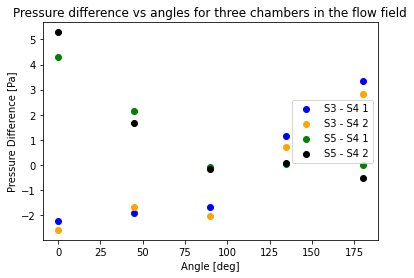 Pressure difference vs angles for three chambers in the flow field
5
4
3
2
1
0
−1
−2
Pressure Difference [Pa]
S3 - S4 1
S3 - S4 2
S5 - S4 1
S5 - S4 2
0 25 50 75 100 125 150 175
Angle [deg]